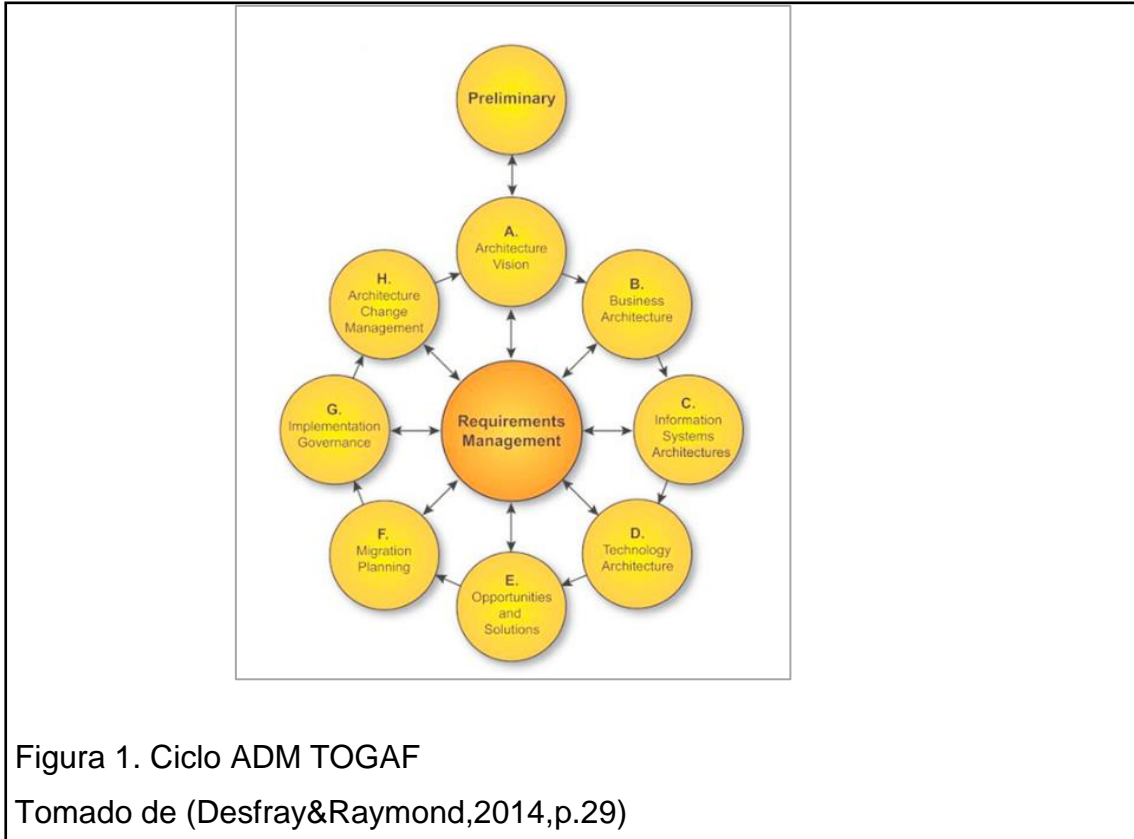 Preliminary
A.
Architecture
Vision
B.
Business
Architecture
C.
Information
Systems
Architectures
D.
Technology
Architecture
E.
Opportunities
and
Solutions
F.
Migration
Planning
G.
Implementation
Governance
H.
Architecture
Change
Management
Requirements
Management
Figura 1. Ciclo ADM TOGAF
Tomado de (Desfray&Raymond,2014,p.29)